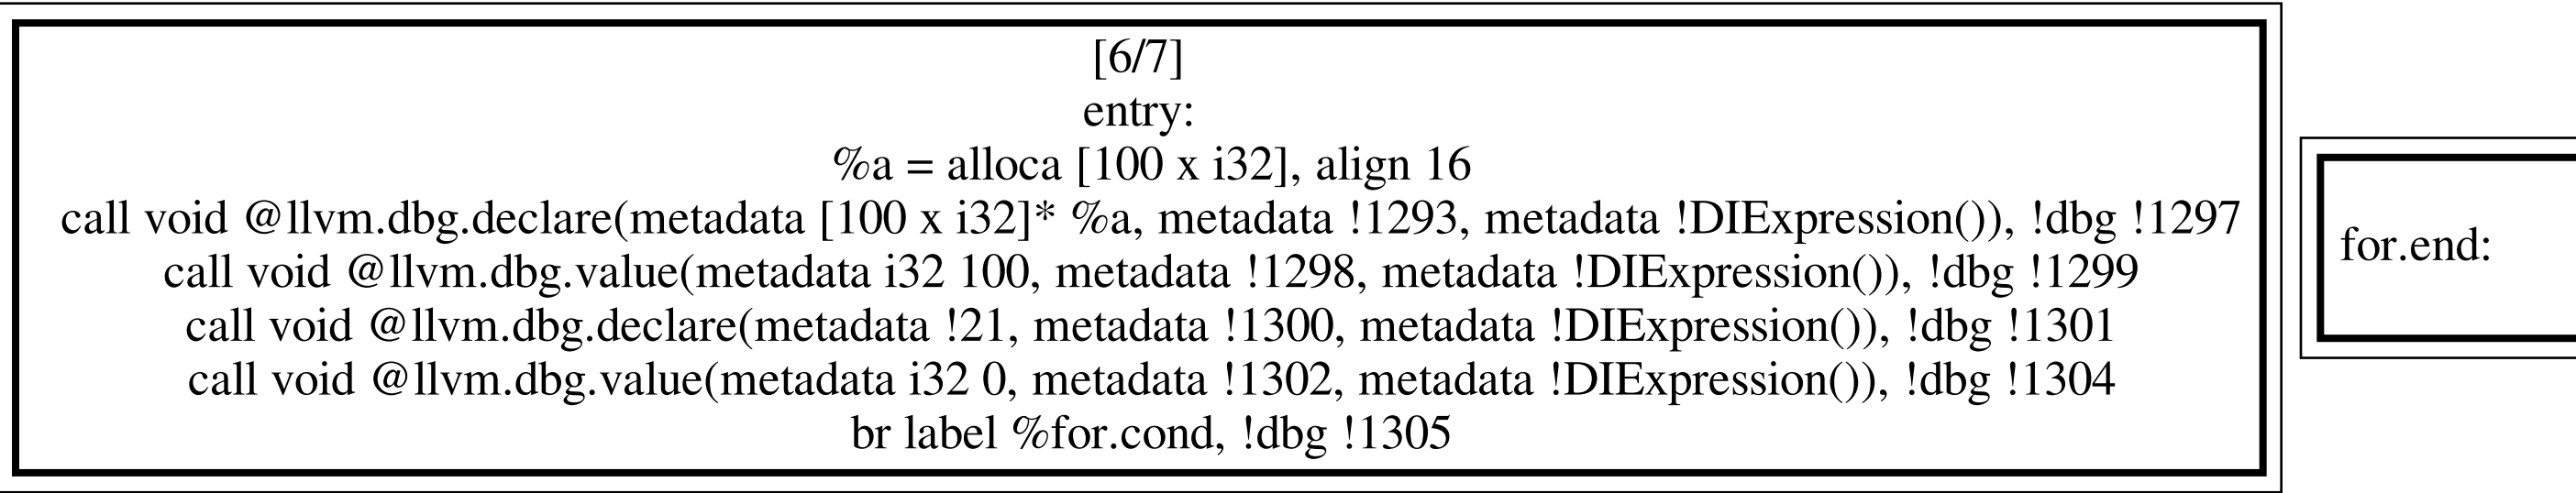 [6/7]
entry:
%a = alloca [100 x i32], align 16
call void @llvm.dbg.declare(metadata [100 x i32]* %a, metadata !1293, metadata !DIExpression()), !dbg !1297
call void @llvm.dbg.value(metadata i32 100, metadata !1298, metadata !DIExpression()), !dbg !1299
call void @llvm.dbg.declare(metadata !21, metadata !1300, metadata !DIExpression()), !dbg !1301
call void @llvm.dbg.value(metadata i32 0, metadata !1302, metadata !DIExpression()), !dbg !1304
br label %for.cond, !dbg !1305
for.end: